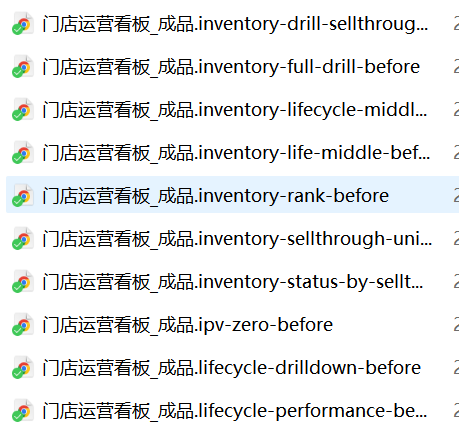 门店运营看板_成品.inventory-drill-sellthroug...
门店运营看板_成品.inventory-full-drill-before
门店运营看板_成品.inventory-lifecycle-middl...
门店运营看板_成品.inventory-life-middle-bef...
门店运营看板_成品.inventory-rank-before
门店运营看板_成品.inventory-sellthrough-uni...
门店运营看板_成品.inventory-status-by-sellt...
门店运营看板_成品.ipv-zero-before
门店运营看板_成品.lifecycle-drilldown-before
门店运营看板_成品.lifecycle-performance-be...